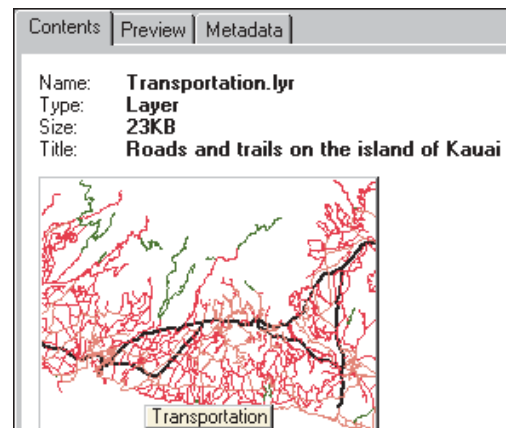 Contents Preview Metadata
Name: Transportation.lyr
Type: Layer
Size: 23KB
Title: Roads and trails on the island of Kauai
Transportation